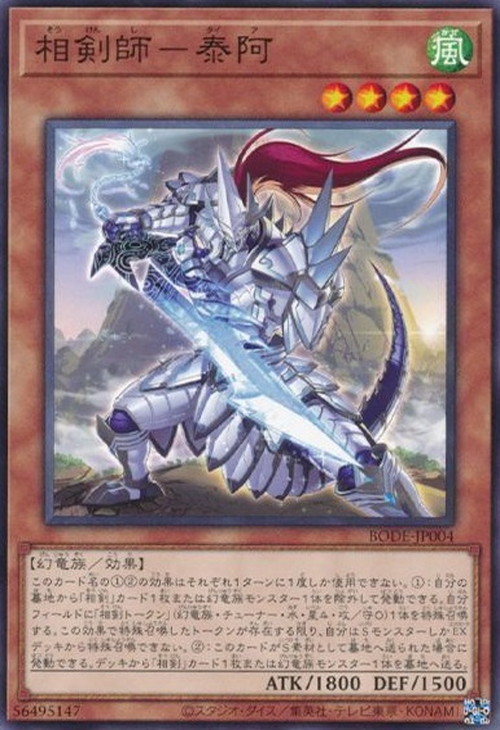 相剣師－泰阿
風
BODE-JP004
【幻竜族／効果】
このカード名の①②の効果はそれぞれ１ターンに１度しか使用できない。①：自分の
墓地から「相剣」カード１枚または幻竜族モンスター１体を除外して発動できる。自分
フィールドに「相剣トークン」（幻竜族・チューナー・水・星４・攻／守０）１体を特殊召喚
する。この効果で特殊召喚したトークンが存在する限り、自分はＳモンスターしかＥＸ
デッキから特殊召喚できない。②：このカードがＳ素材として墓地へ送られた場合に
発動できる。デッキから「相剣」カード１枚または幻竜族モンスター１体を墓地へ送る。
ATK/1800 DEF/1500
56495147 ©スタジオ・ダイス／集英社・テレビ東京・KONAMI